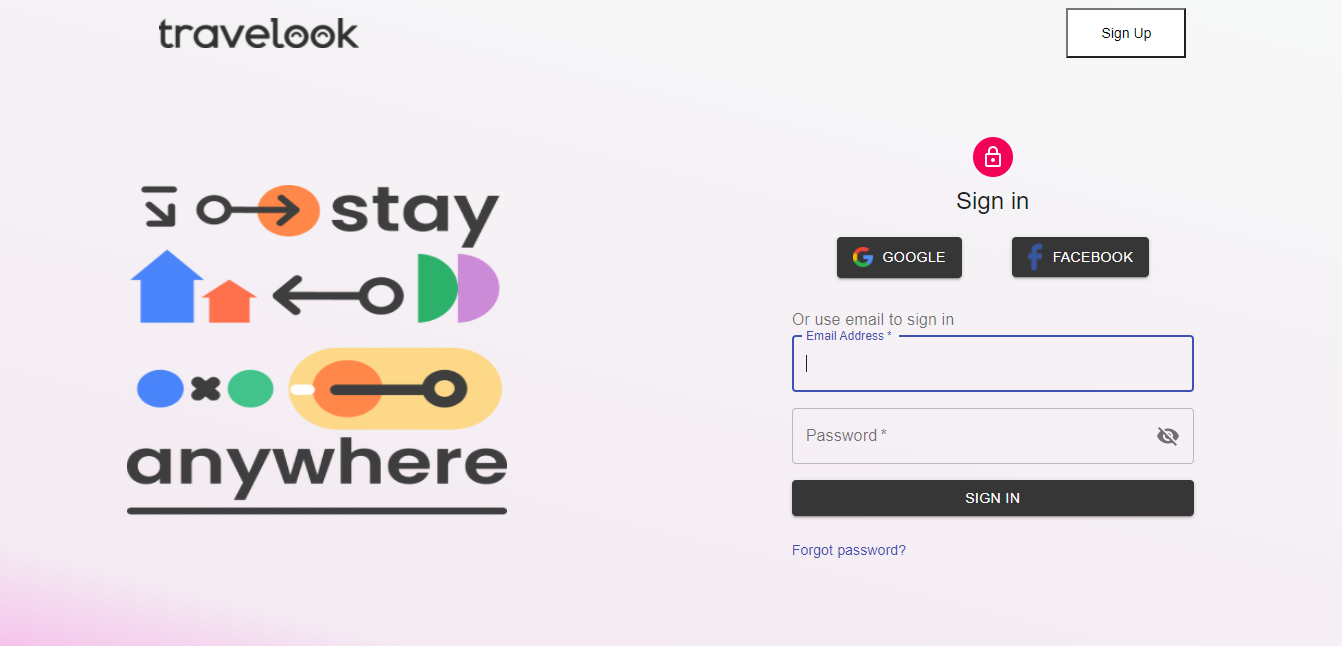 travelook
Sign Up
stay
anywhere
Sign in
GOOGLE
FACEBOOK
Or use email to sign in
Email Address *
Password *
SIGN IN
Forgot password?